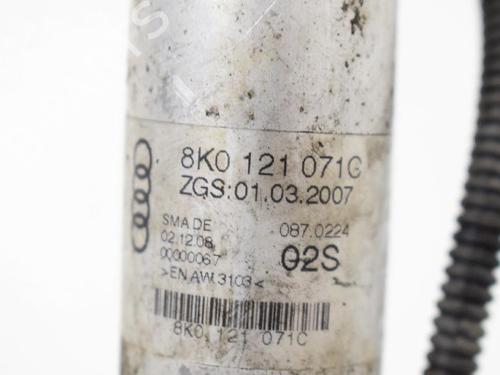 8K0 121 071C
ZGS:01.03.2007
SMA DE 087.0224
02.12.08 02S
00000067
>EN AW 3103<
8K0 121 071C